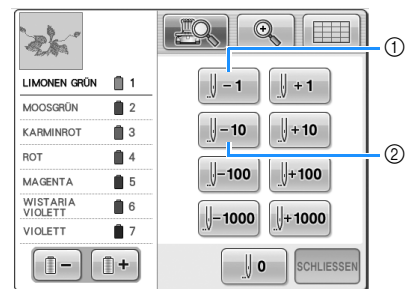 LIMONEN GRÜN 1
MOOSGRÜN 2
KARMINROT 3
ROT 4
MAGENTA 5
WISTARIA
VIOLETT 6
VIOLETT 7
−1 +1
−10 +10
−100 +100
−1000 +1000
− +
0 SCHLIESSEN
①
②